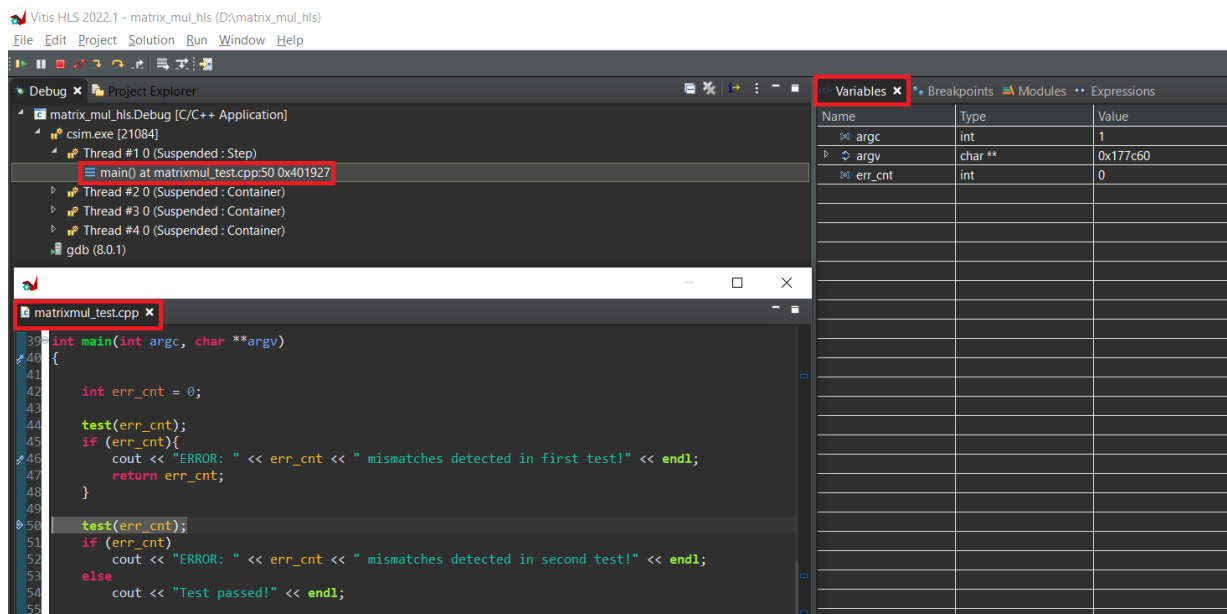 Vitis HLS 2022.1 - matrix_mul_hls (D:\matrix_mul_hls)
File Edit Project Solution Run Window Help
Debug Project Explorer
matrix_mul_hls.Debug [C/C++ Application]
csim.exe [21084]
Thread #1 0 (Suspended : Step)
main() at matrixmul_test.cpp:50 0x401927
Thread #2 0 (Suspended : Container)
Thread #3 0 (Suspended : Container)
Thread #4 0 (Suspended : Container)
gdb (8.0.1)
Variables Breakpoints Modules Expressions
Name Type Value
argc int 1
argv char ** 0x177c60
err_cnt int 0
matrixmul_test.cpp
39 int main(int argc, char **argv)
40 {
41
42 int err_cnt = 0;
43
44 test(err_cnt);
45 if (err_cnt){
46 cout << "ERROR: " << err_cnt << " mismatches detected in first test!" << endl;
47 return err_cnt;
48 }
49
50 test(err_cnt);
51 if (err_cnt)
52 cout << "ERROR: " << err_cnt << " mismatches detected in second test!" << endl;
53 else
54 cout << "Test passed!" << endl;
55